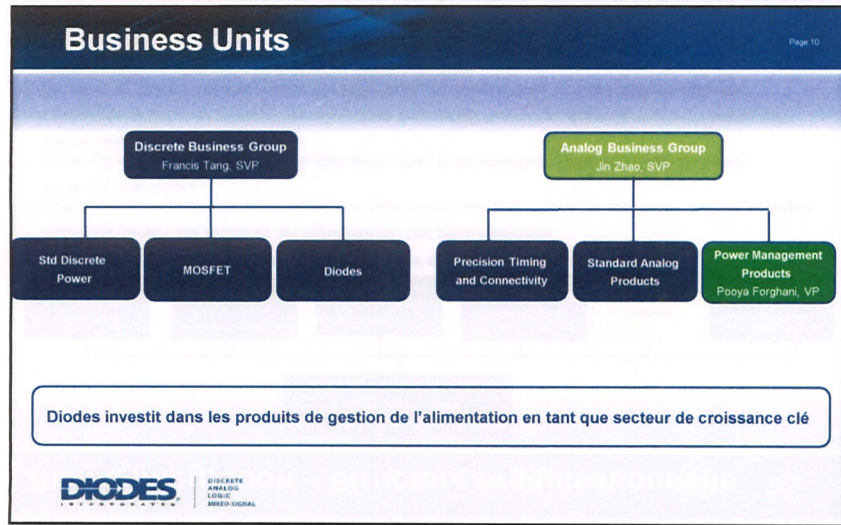 Business Units
Page 10
Discrete Business Group
Francis Tang, SVP
Analog Business Group
Jin Zhao, SVP
Std Discrete
Power
MOSFET
Diodes
Precision Timing
and Connectivity
Standard Analog
Products
Power Management
Products
Pooya Forghani, VP
Diodes investit dans les produits de gestion de l’alimentation en tant que secteur de croissance clé
DIODES
INCORPORATED
DISCRETE
ANALOG
LOGIC
MIXED-SIGNAL